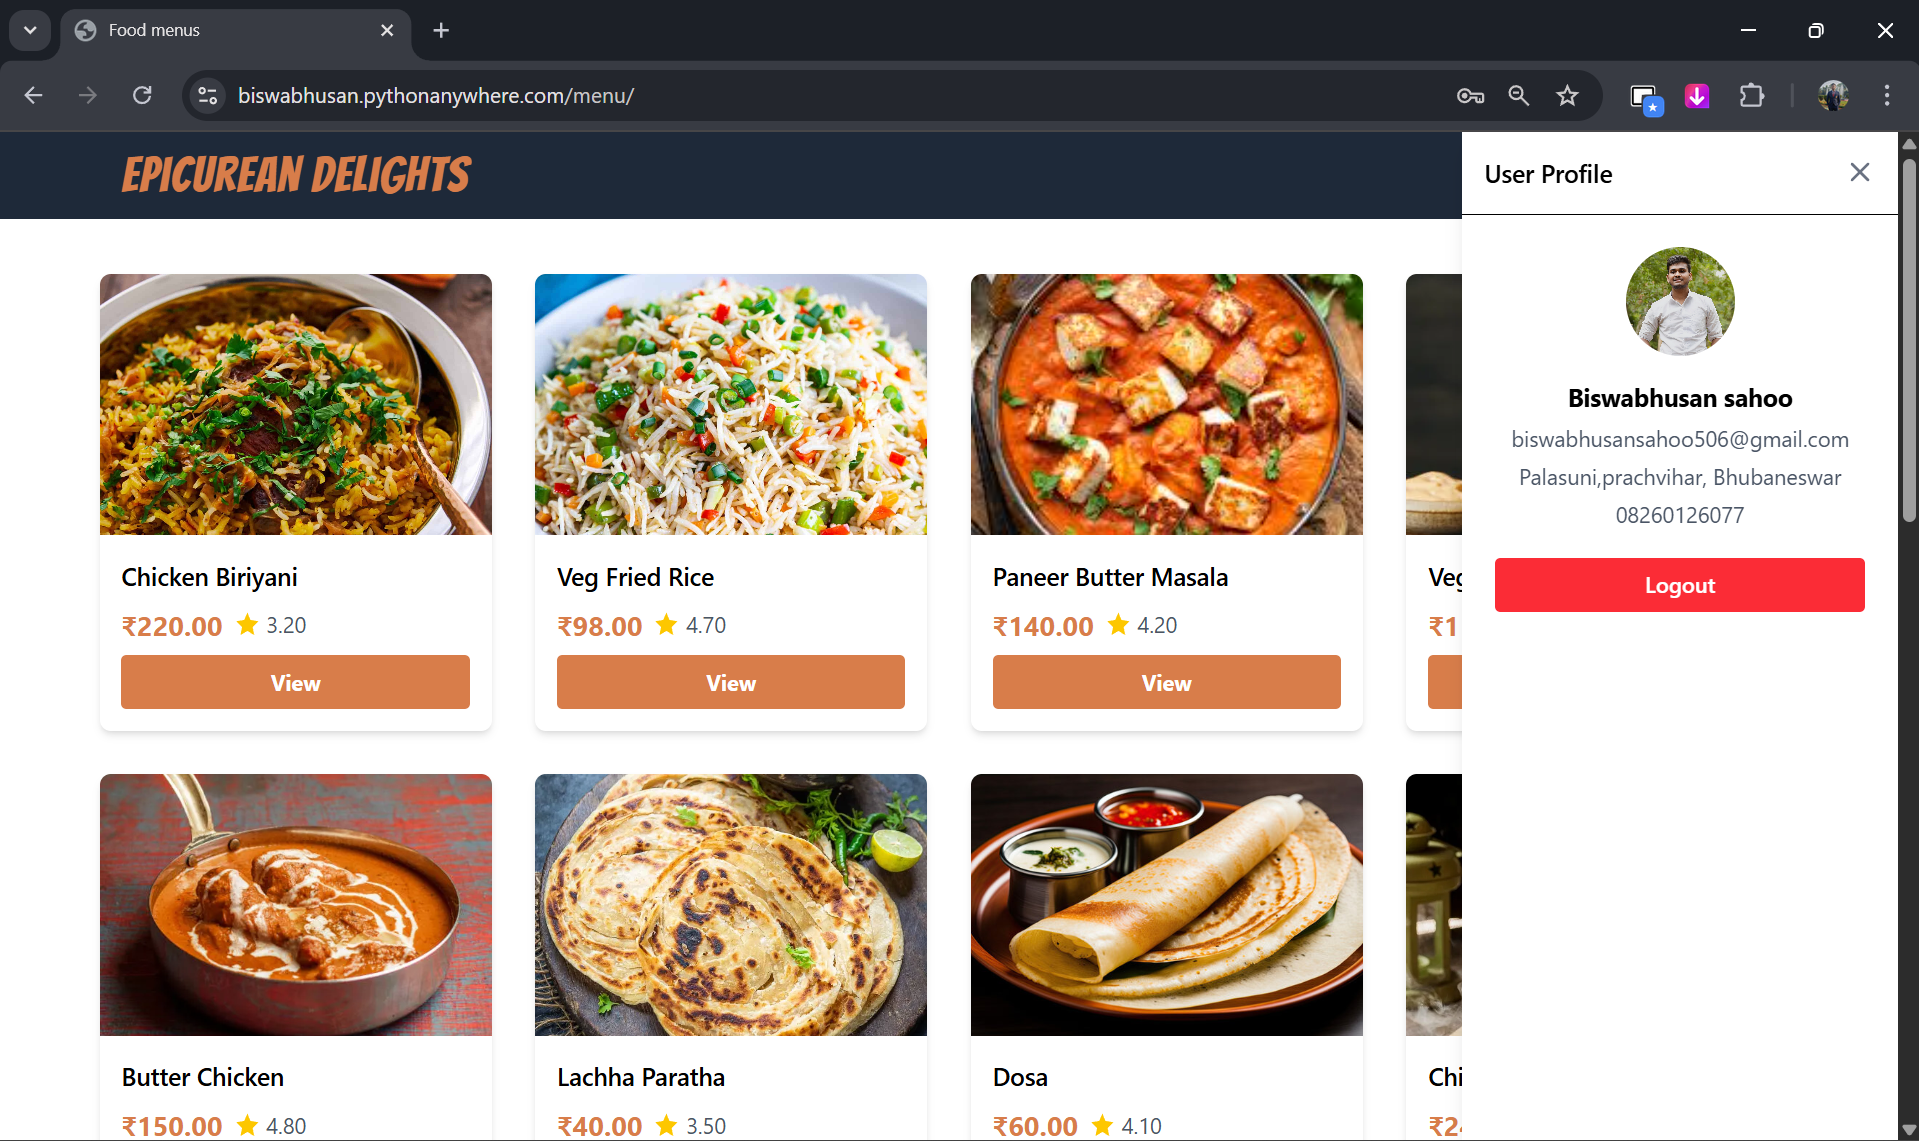 Food menus
biswabhusan.pythonanywhere.com/menu/
EPICUREAN DELIGHTS
User Profile
Biswabhusan sahoo
biswabhusansahoo506@gmail.com
Palasuni,prachvihar, Bhubaneswar
08260126077
Logout
Chicken Biriyani
₹220.00 3.20
View
Veg Fried Rice
₹98.00 4.70
View
Paneer Butter Masala
₹140.00 4.20
View
Veg
₹1
Butter Chicken
₹150.00 4.80
Lachha Paratha
₹40.00 3.50
Dosa
₹60.00 4.10
Chi
₹24